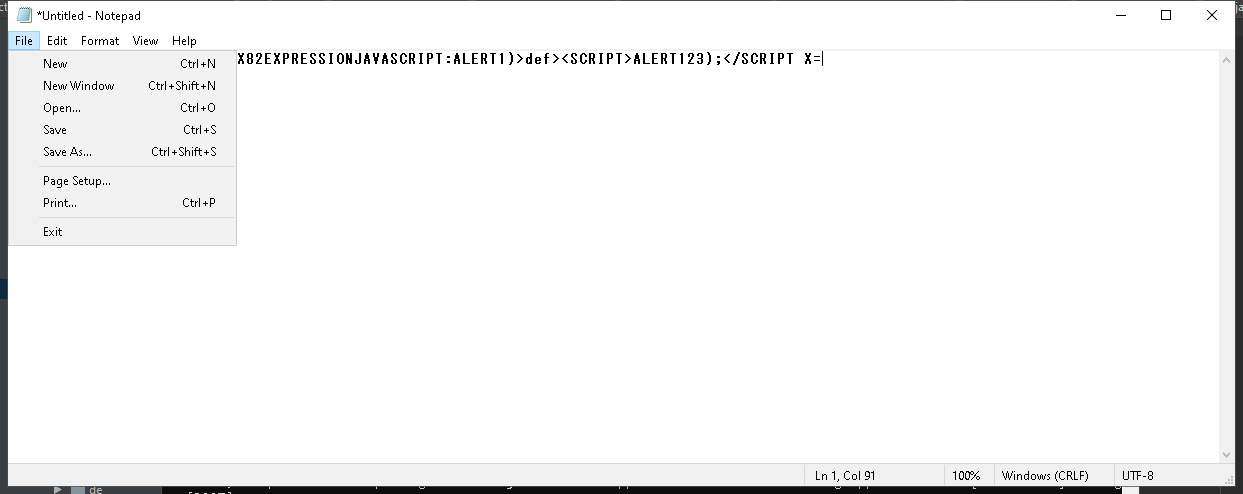 *Untitled - Notepad
File Edit Format View Help
X82EXPRESSIONJAVASCRIPT:ALERT1)>def><SCRIPT>ALERT123);</SCRIPT X=
New Ctrl+N
New Window Ctrl+Shift+N
Open... Ctrl+O
Save Ctrl+S
Save As... Ctrl+Shift+S
Page Setup...
Print... Ctrl+P
Exit
Ln 1, Col 91 100% Windows (CRLF) UTF-8
de